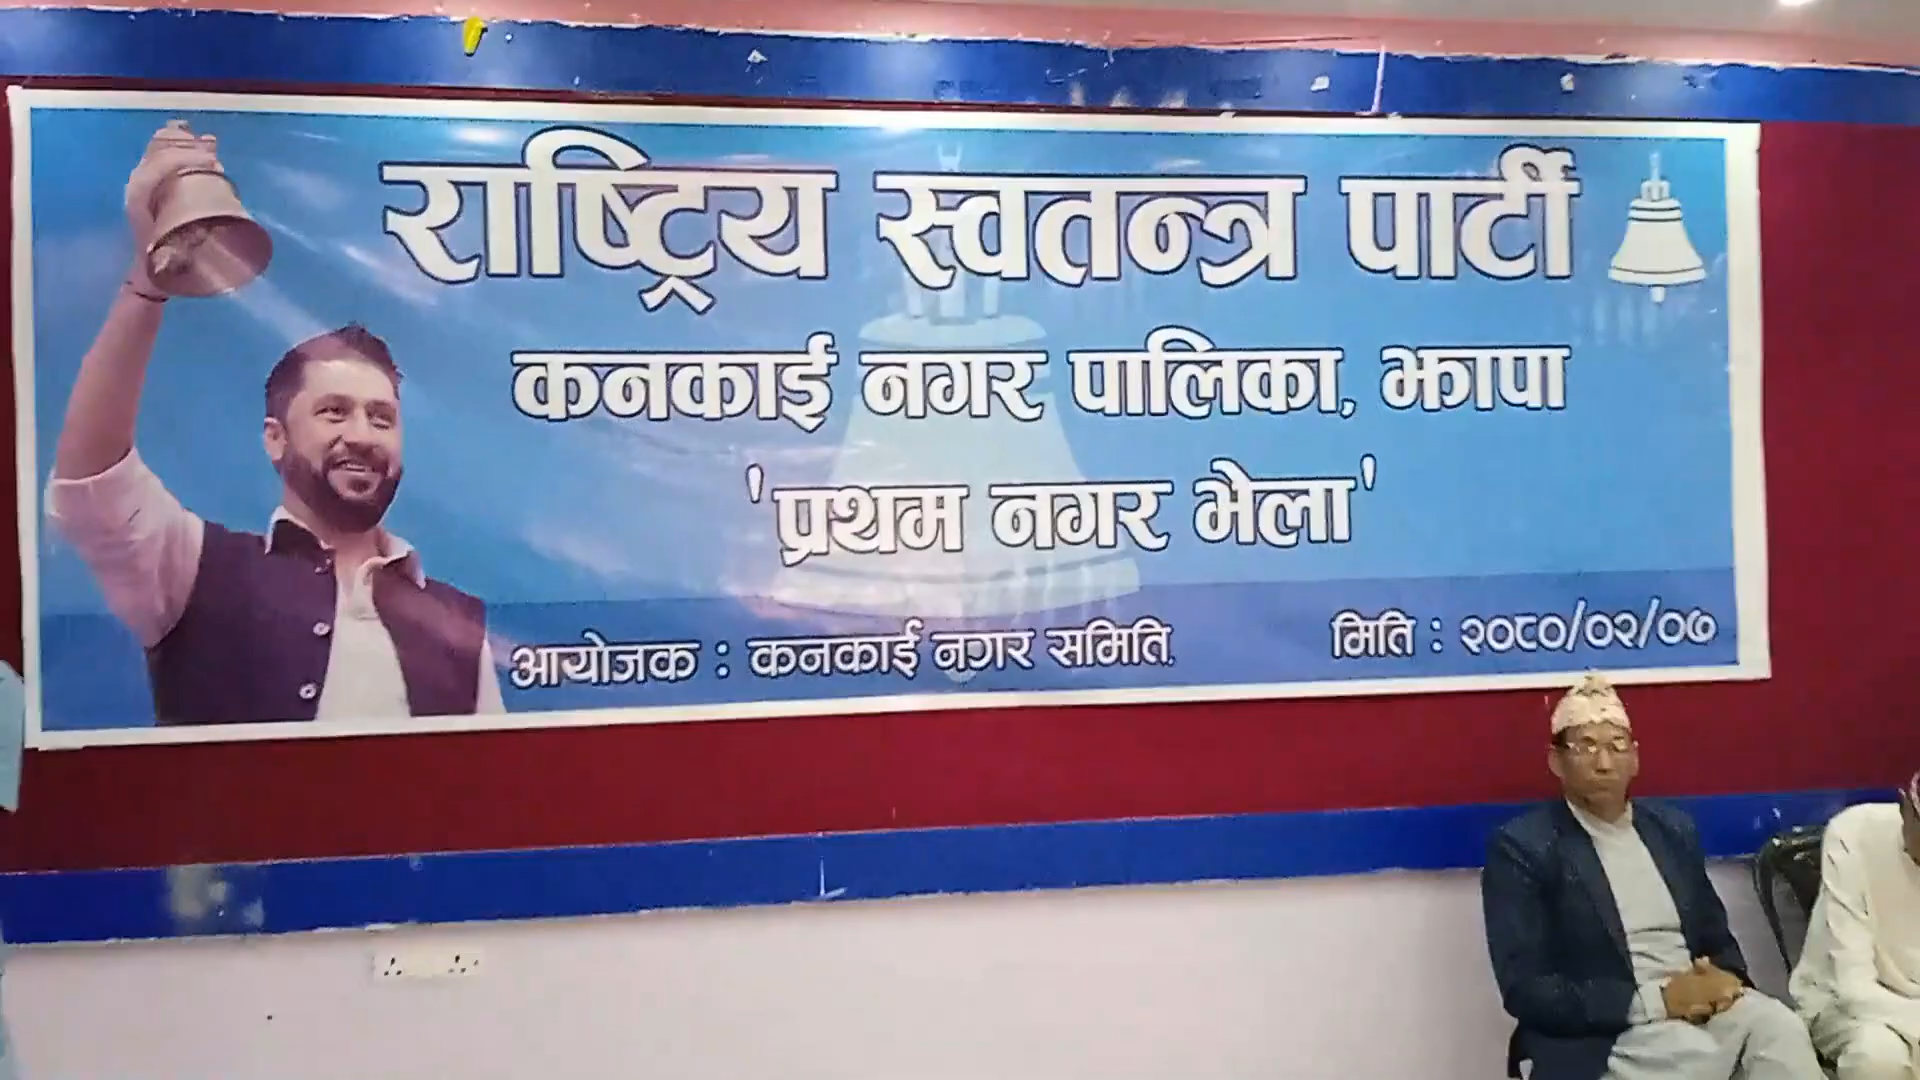 राष्ट्रिय स्वतन्त्र पार्टी
कनकाई नगर पालिका, झापा
'प्रथम नगर भेला'
आयोजक : कनकाई नगर समिति.
मिति : २०८०/०२/०७